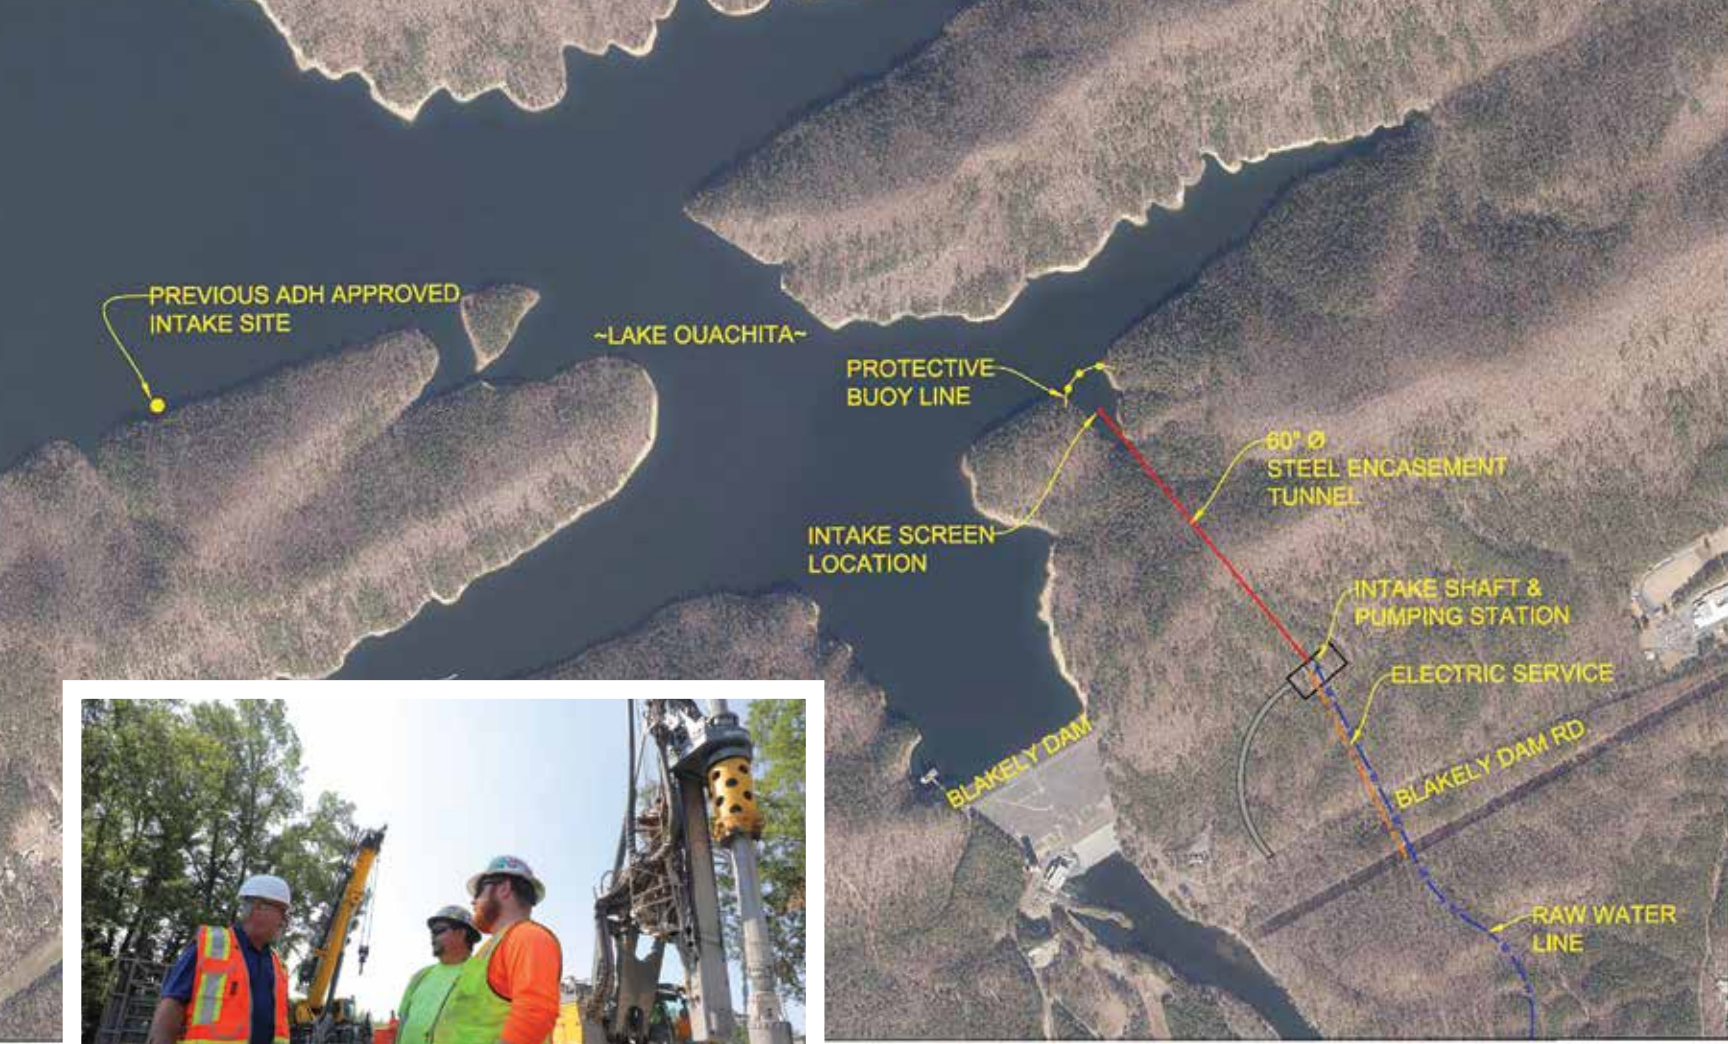 PREVIOUS ADH APPROVED
INTAKE SITE
~LAKE OUACHITA~
PROTECTIVE
BUOY LINE
60" Ø
STEEL ENCASEMENT
TUNNEL
INTAKE SCREEN
LOCATION
INTAKE SHAFT &
PUMPING STATION
ELECTRIC SERVICE
BLAKELY DAM
BLAKELY DAM RD
RAW WATER
LINE